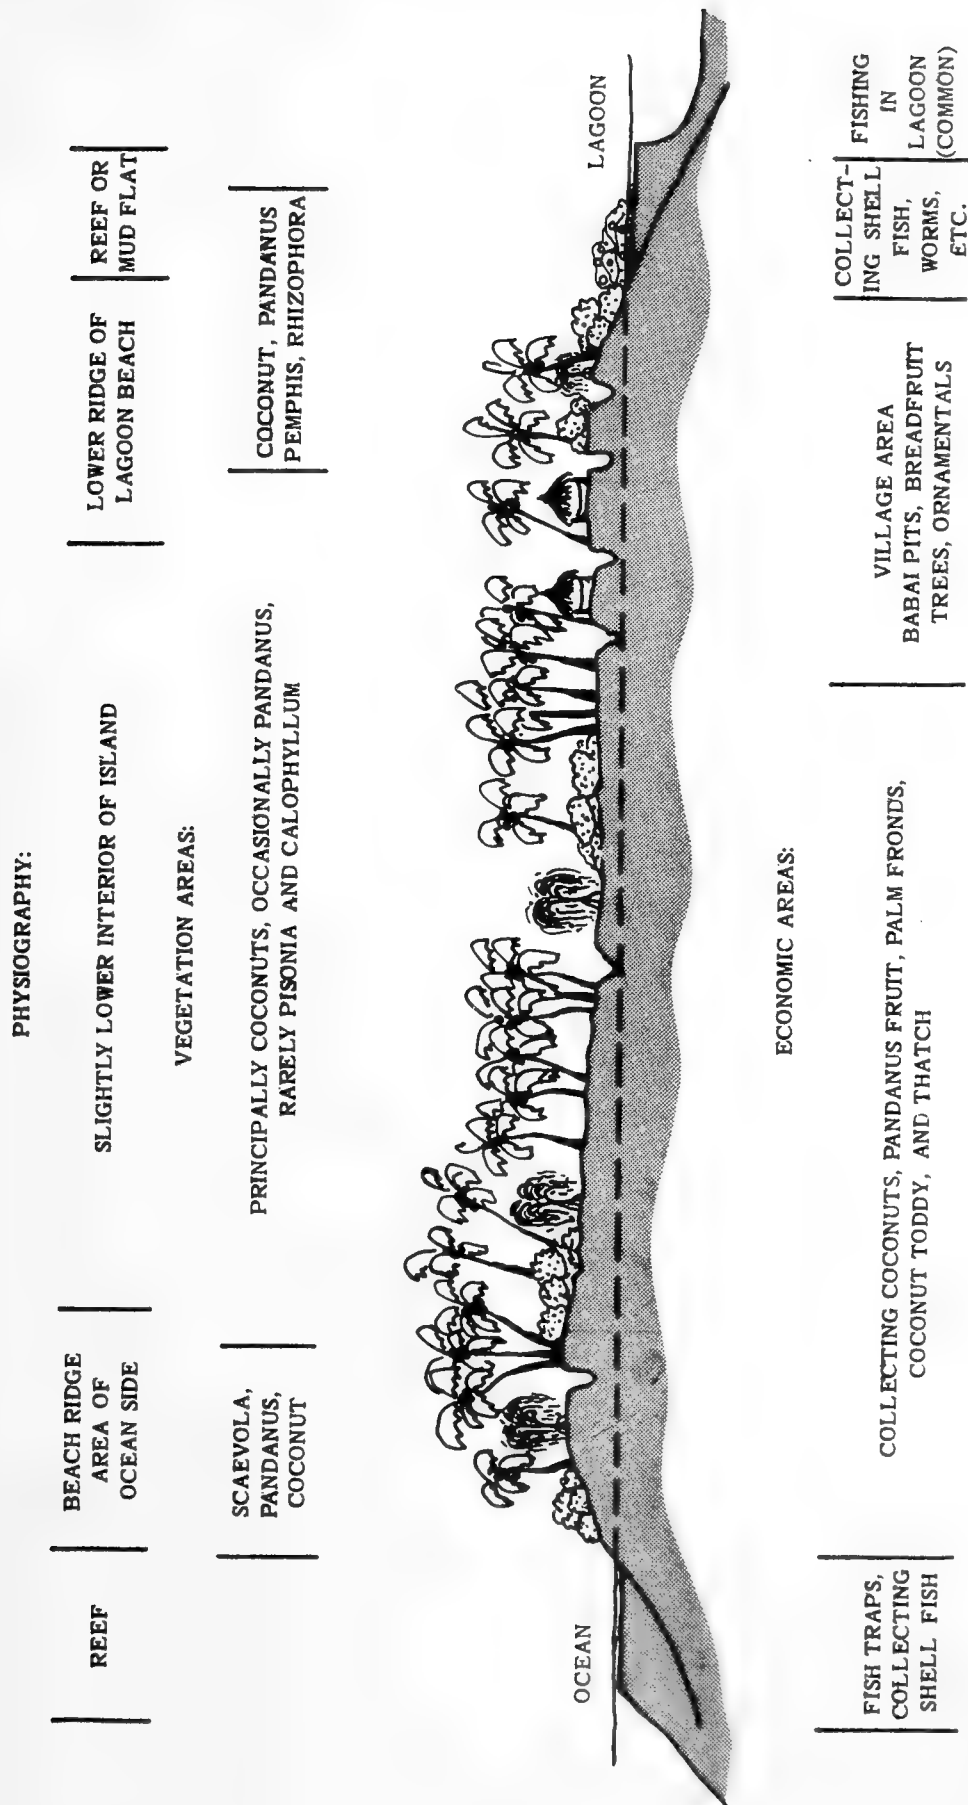 PHYSIOGRAPHY:
REEF
BEACH RIDGE
AREA OF
OCEAN SIDE
SLIGHTLY LOWER INTERIOR OF ISLAND
LOWER RIDGE OF
LAGOON BEACH
REEF OR
MUD FLAT
VEGETATION AREAS:
SCAEVOLA,
PANDANUS,
COCONUT
PRINCIPALLY COCONUTS, OCCASIONALLY PANDANUS,
RARELY PISONIA AND CALOPHYLLUM
COCONUT, PANDANUS
PEMPHIS, RHIZOPHORA
OCEAN
LAGOON
ECONOMIC AREAS:
FISH TRAPS,
COLLECTING
SHELL FISH
COLLECTING COCONUTS, PANDANUS FRUIT, PALM FRONDS,
COCONUT TODDY, AND THATCH
VILLAGE AREA
BABAI PITS, BREADFRUIT
TREES, ORNAMENTALS
COLLECT-
ING SHELL
FISH,
WORMS,
ETC.
FISHING
IN
LAGOON
(COMMON)